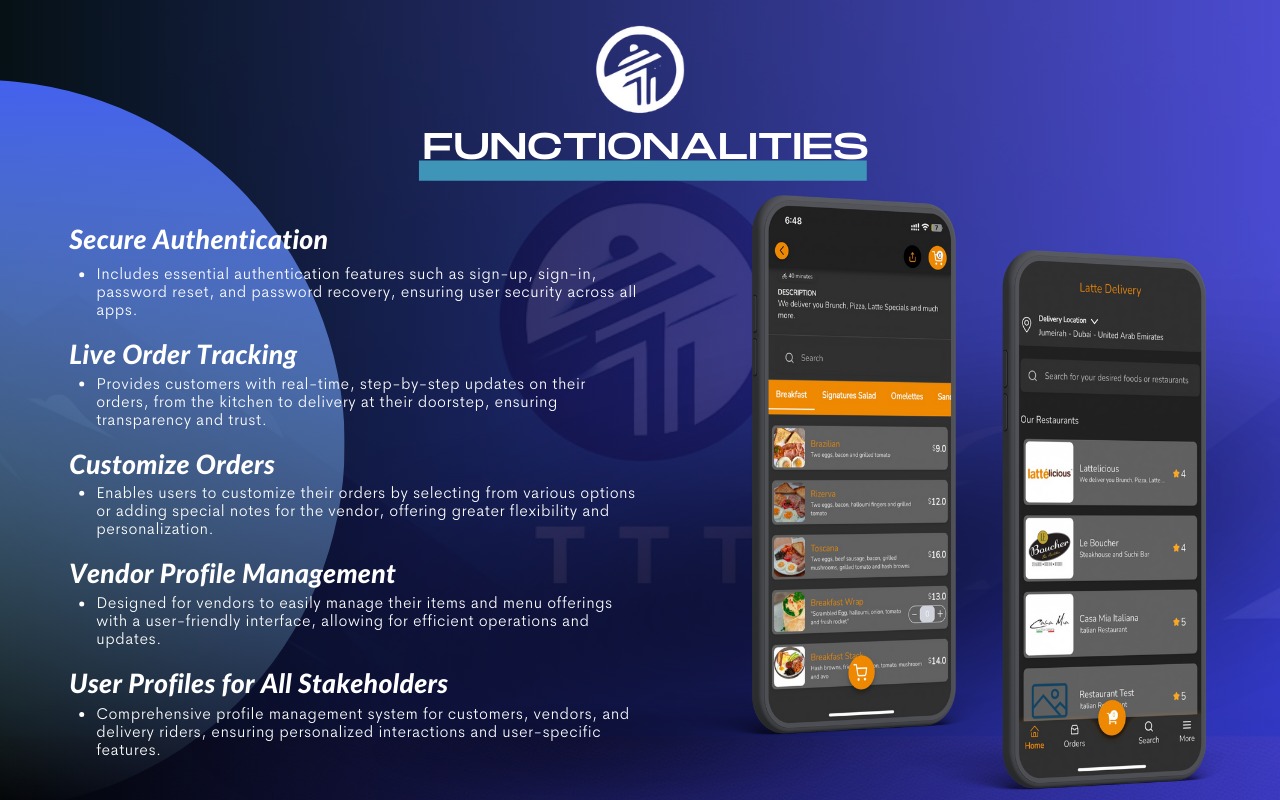 FUNCTIONALITIES
Secure Authentication
• Includes essential authentication features such as sign-up, sign-in,
password reset, and password recovery, ensuring user security across all
apps.
Live Order Tracking
• Provides customers with real-time, step-by-step updates on their
orders, from the kitchen to delivery at their doorstep, ensuring
transparency and trust.
Customize Orders
• Enables users to customize their orders by selecting from various options
or adding special notes for the vendor, offering greater flexibility and
personalization.
Vendor Profile Management
• Designed for vendors to easily manage their items and menu offerings
with a user-friendly interface, allowing for efficient operations and
updates.
User Profiles for All Stakeholders
• Comprehensive profile management system for customers, vendors, and
delivery riders, ensuring personalized interactions and user-specific
features.
T T T
6:48
40 minutes
DESCRIPTION
We deliver you Brunch, Pizza, Latte Specials and much
more.
Search
Breakfast Signatures Salad Omelettes San
Brazilian $9.0
Two eggs, bacon and grilled tomato
Rizerva $12.0
Two eggs, bacon, halloumi fingers and grilled
tomato
Toscana $16.0
Two eggs, beef sausage, bacon, grilled
mushrooms, grilled tomato and hash browns
Breakfast Wrap $13.0
"Scrambled Egg, halloumi, onion, tomato
and fresh rocket" − 0 +
Breakfast Stack $14.0
Hash browns, onion, tomato, mushroom
and avo
Latte Delivery
Delivery Location
Jumeirah - Dubai - United Arab Emirates
Search for your desired foods or restaurants
Our Restaurants
lattélicious
Lattelicious 4
We deliver you Brunch, Pizza, Latte ...
Boucher
Le Boucher 4
Steakhouse and Suchi Bar
Casa Mia
Casa Mia Italiana 5
Italian Restaurant
Restaurant Test 5
Italian
Home Orders Search More